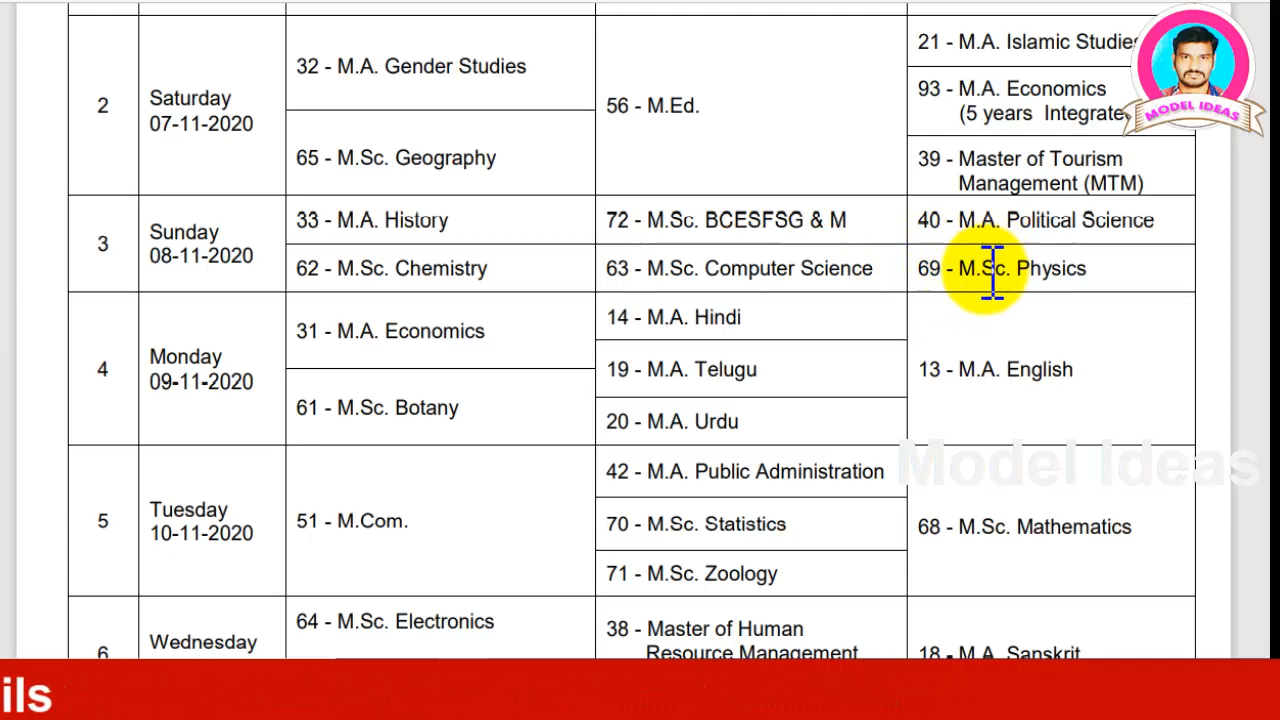 2
Saturday
07-11-2020
32 - M.A. Gender Studies
65 - M.Sc. Geography
56 - M.Ed.
21 - M.A. Islamic Studies
93 - M.A. Economics
(5 years Integrate
39 - Master of Tourism
Management (MTM)
MODEL IDEAS
3
Sunday
08-11-2020
33 - M.A. History
62 - M.Sc. Chemistry
72 - M.Sc. BCESFSG & M
63 - M.Sc. Computer Science
40 - M.A. Political Science
69 - M.Sc. Physics
4
Monday
09-11-2020
31 - M.A. Economics
61 - M.Sc. Botany
14 - M.A. Hindi
19 - M.A. Telugu
20 - M.A. Urdu
13 - M.A. English
Model Ideas
5
Tuesday
10-11-2020
51 - M.Com.
42 - M.A. Public Administration
70 - M.Sc. Statistics
71 - M.Sc. Zoology
68 - M.Sc. Mathematics
6
Wednesday
64 - M.Sc. Electronics
38 - Master of Human
Resource Management
18 - M.A. Sanskrit
ils